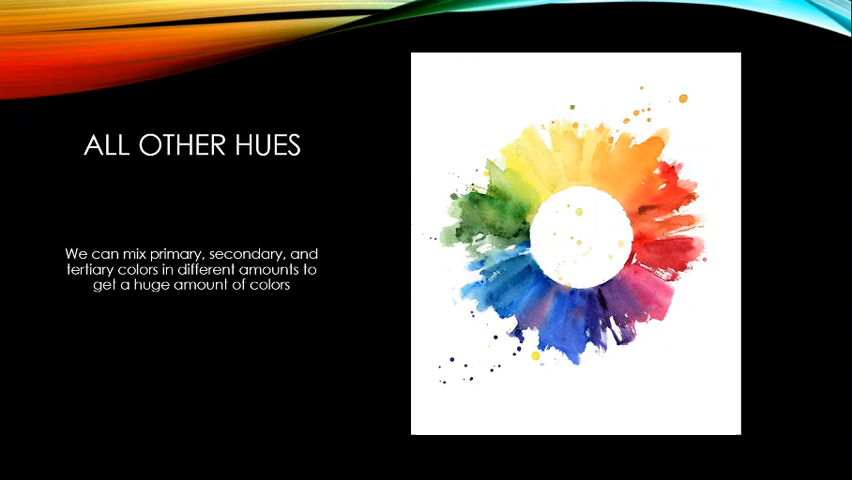 ALL OTHER HUES
We can mix primary, secondary, and
tertiary colors in different amounts to
get a huge amount of colors